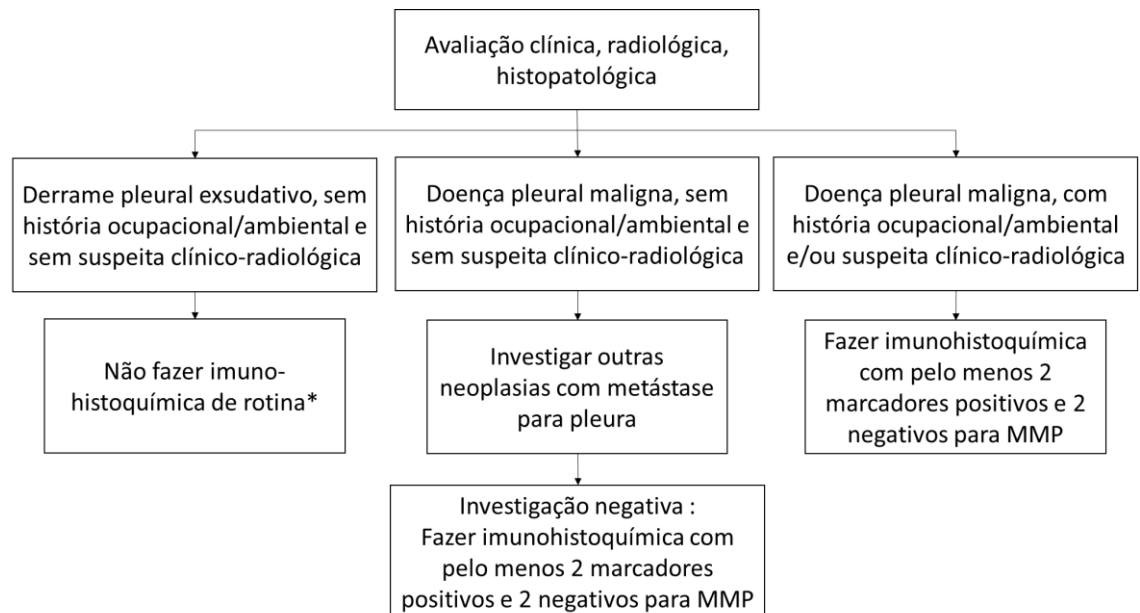 Avaliação clínica, radiológica,
histopatológica
Derrame pleural exsudativo, sem
história ocupacional/ambiental e
sem suspeita clínico-radiológica
Doença pleural maligna, sem
história ocupacional/ambiental e
sem suspeita clínico-radiológica
Doença pleural maligna, com
história ocupacional/ambiental
e/ou suspeita clínico-radiológica
Não fazer imuno-
histoquímica de rotina*
Investigar outras
neoplasias com metástase
para pleura
Fazer imunohistoquímica
com pelo menos 2
marcadores positivos e 2
negativos para MMP
Investigação negativa :
Fazer imunohistoquímica com
pelo menos 2 marcadores
positivos e 2 negativos para MMP